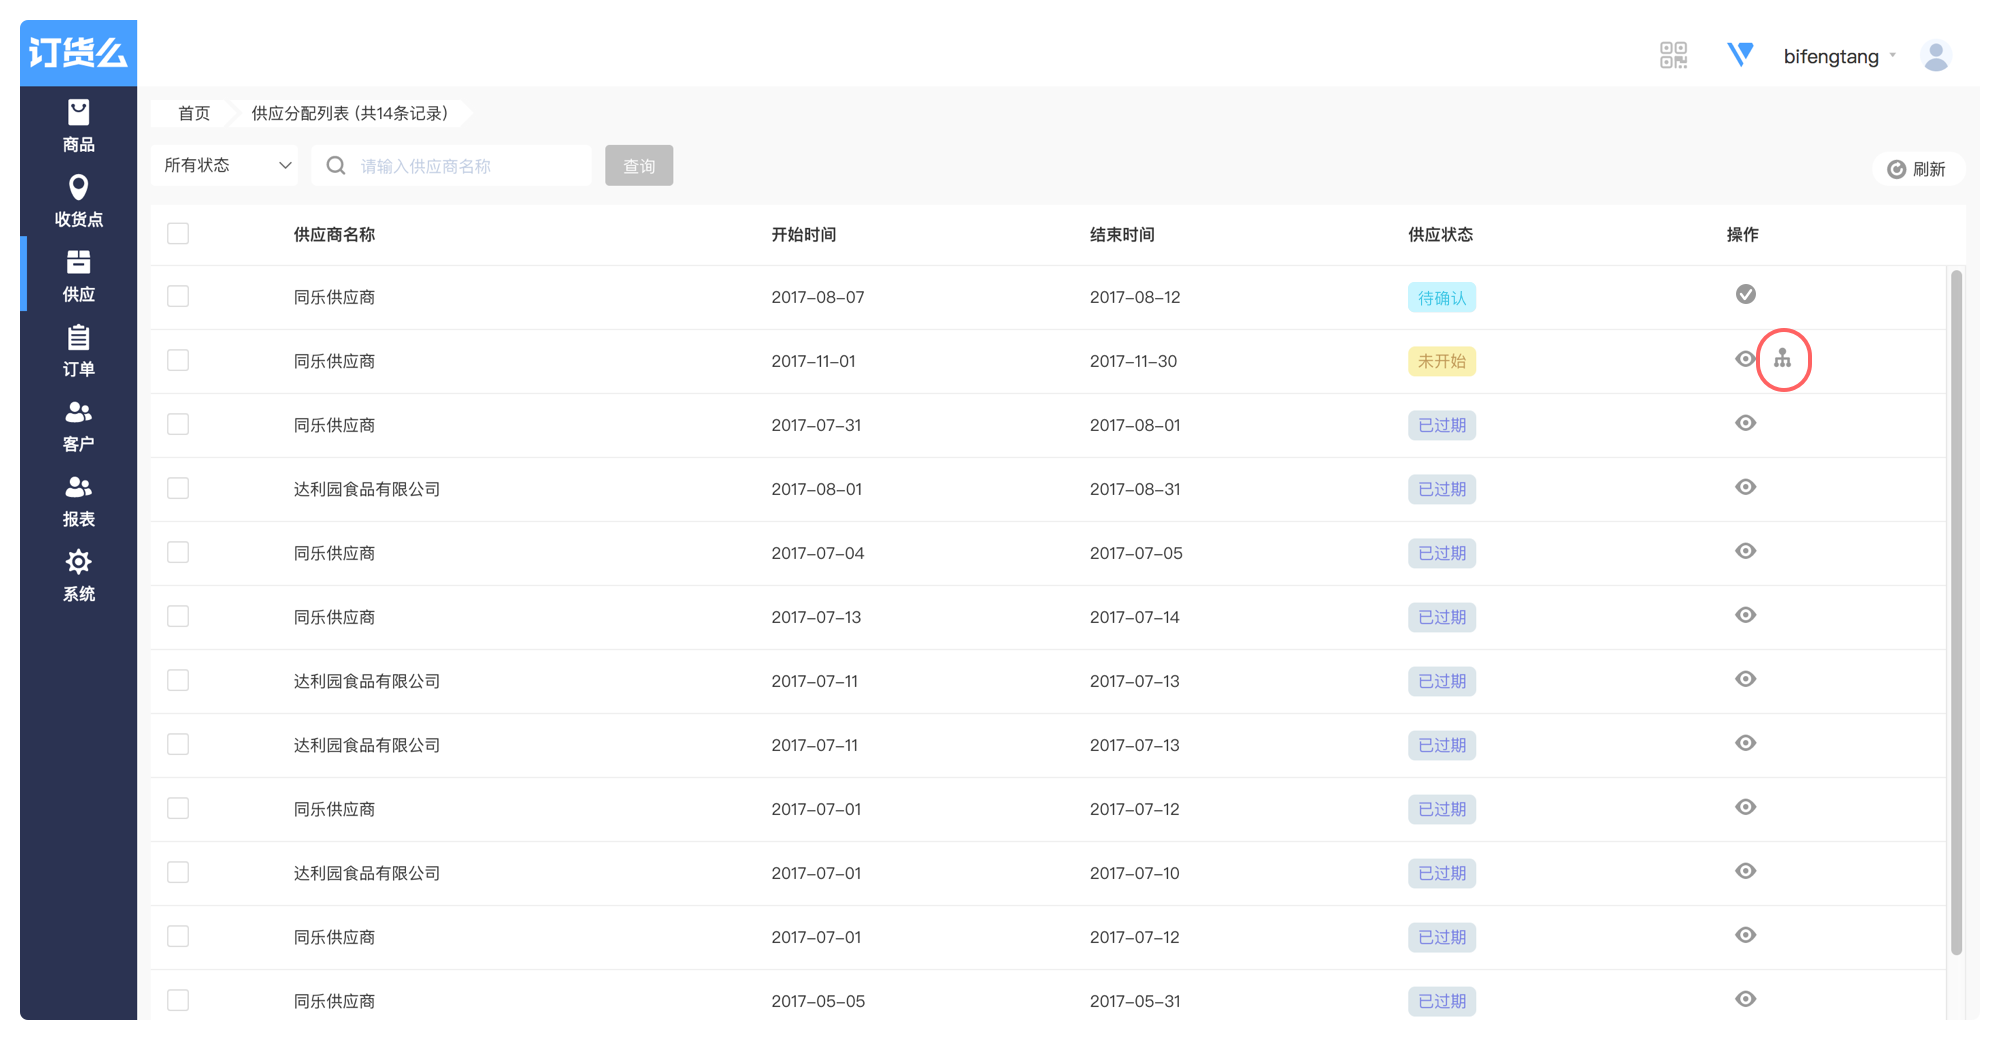 订货么
bifengtang
商品
收货点
供应
订单
客户
报表
系统
首页 供应分配列表 (共14条记录)
所有状态 请输入供应商名称 查询 刷新
供应商名称 开始时间 结束时间 供应状态 操作
同乐供应商 2017-08-07 2017-08-12 待确认
同乐供应商 2017-11-01 2017-11-30 未开始
同乐供应商 2017-07-31 2017-08-01 已过期
达利园食品有限公司 2017-08-01 2017-08-31 已过期
同乐供应商 2017-07-04 2017-07-05 已过期
同乐供应商 2017-07-13 2017-07-14 已过期
达利园食品有限公司 2017-07-11 2017-07-13 已过期
达利园食品有限公司 2017-07-11 2017-07-13 已过期
同乐供应商 2017-07-01 2017-07-12 已过期
达利园食品有限公司 2017-07-01 2017-07-10 已过期
同乐供应商 2017-07-01 2017-07-12 已过期
同乐供应商 2017-05-05 2017-05-31 已过期